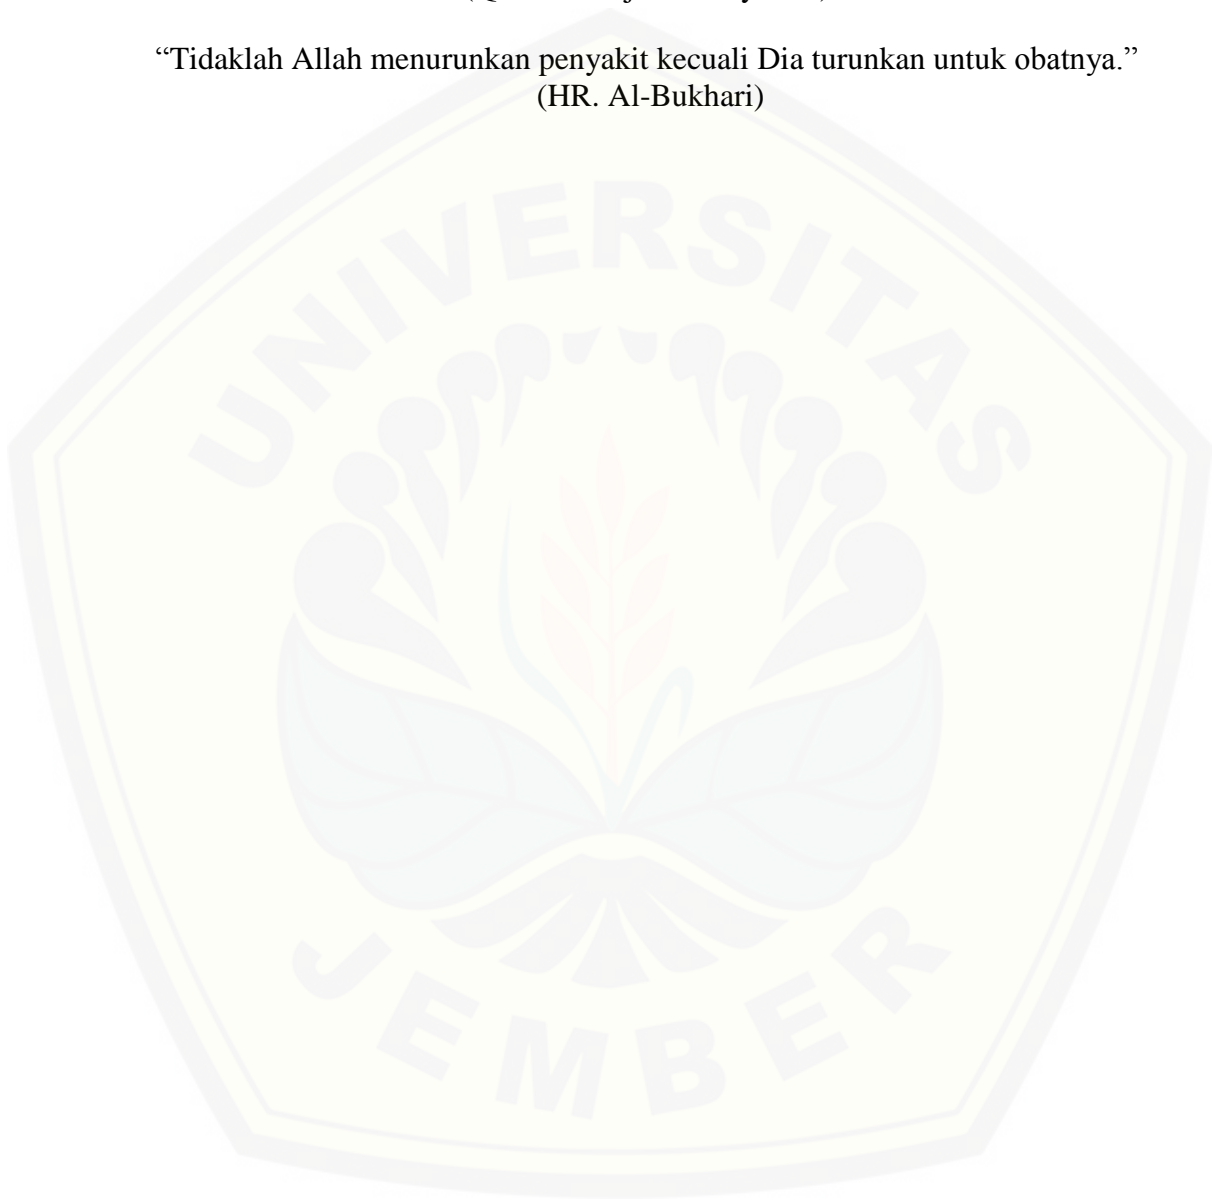 “Tidaklah Allah menurunkan penyakit kecuali Dia turunkan untuk obatnya.”
(HR. Al-Bukhari)
UNIVERSITAS
JEMBER